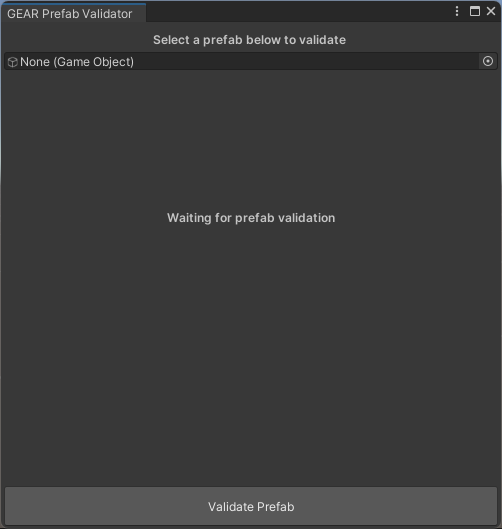 GEAR Prefab Validator
Select a prefab below to validate
None (Game Object)
Waiting for prefab validation
Validate Prefab